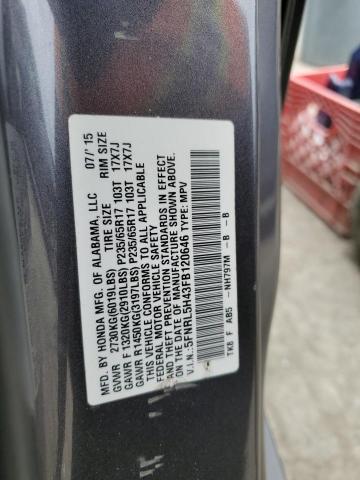 MFD. BY HONDA MFG. OF ALABAMA, LLC 07/'15
TIRE SIZE RIM SIZE
GVWR 2730KG(6019LBS)
GAWR F 1320KG(2910LBS) P235/65R17 103T 17X7J
GAWR R 1450KG(3197LBS) P235/65R17 103T 17X7J
THIS VEHICLE CONFORMS TO ALL APPLICABLE
FEDERAL MOTOR VEHICLE SAFETY,
BUMPER, AND THEFT PREVENTION STANDARDS IN EFFECT
ON THE DATE OF MANUFACTURE SHOWN ABOVE.
V.I.N.:5FNRL5H43FB120646 TYPE: MPV
TK8 F AB5 -NH797M -B -B